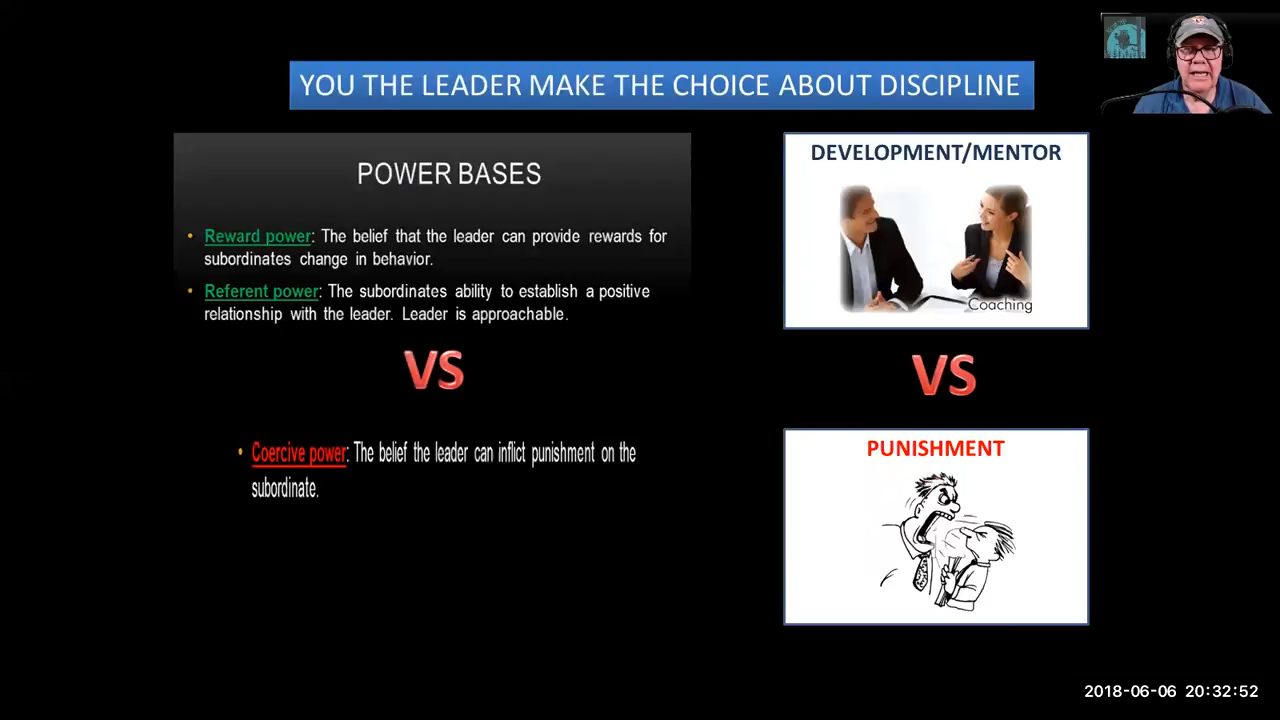 YOU THE LEADER MAKE THE CHOICE ABOUT DISCIPLINE
POWER BASES
• Reward power: The belief that the leader can provide rewards for
subordinates change in behavior.
• Referent power: The subordinates ability to establish a positive
relationship with the leader. Leader is approachable.
VS
• Coercive power: The belief the leader can inflict punishment on the
subordinate.
DEVELOPMENT/MENTOR
Coaching
VS
PUNISHMENT
2018-06-06 20:32:52